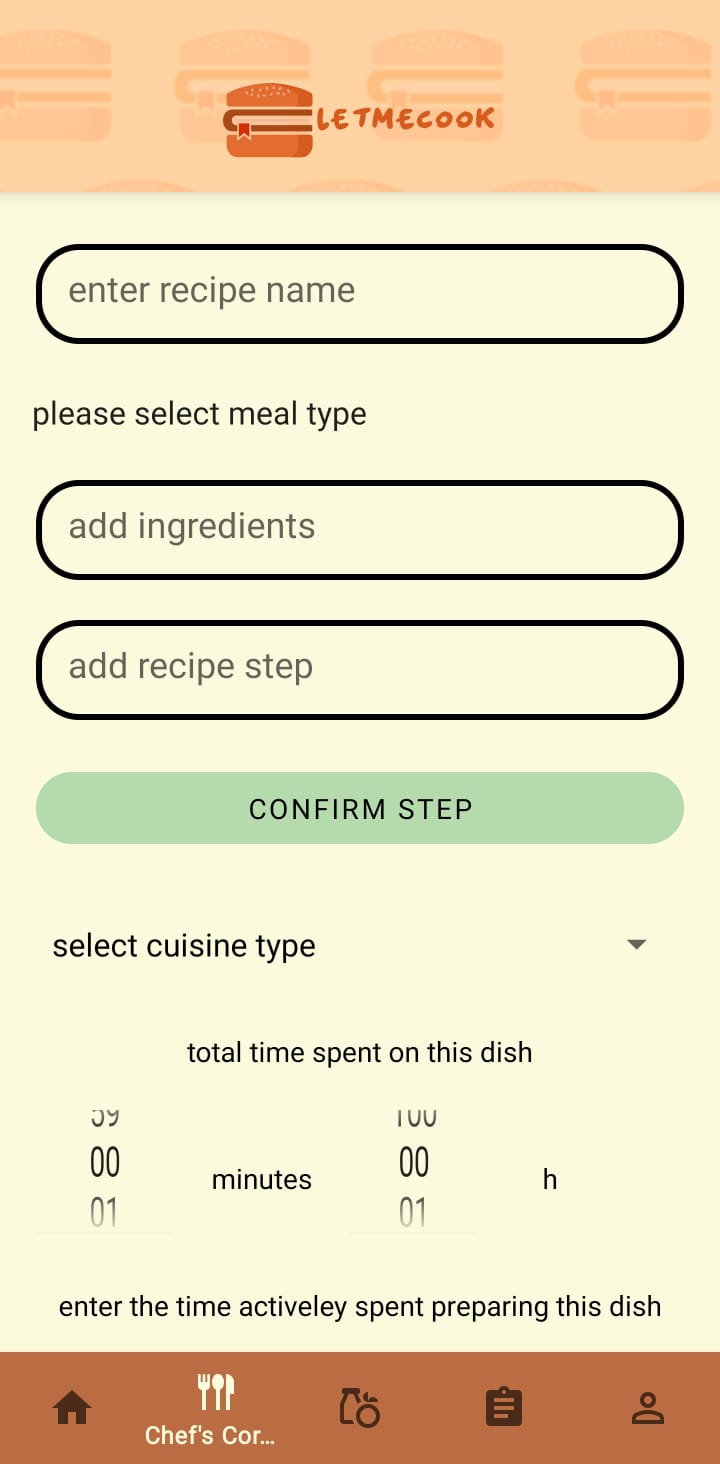 LETMECOOK
enter recipe name
please select meal type
add ingredients
add recipe step
CONFIRM STEP
select cuisine type
total time spent on this dish
59 100
00 00
minutes h
01 01
enter the time activeley spent preparing this dish
Chef's Cor...